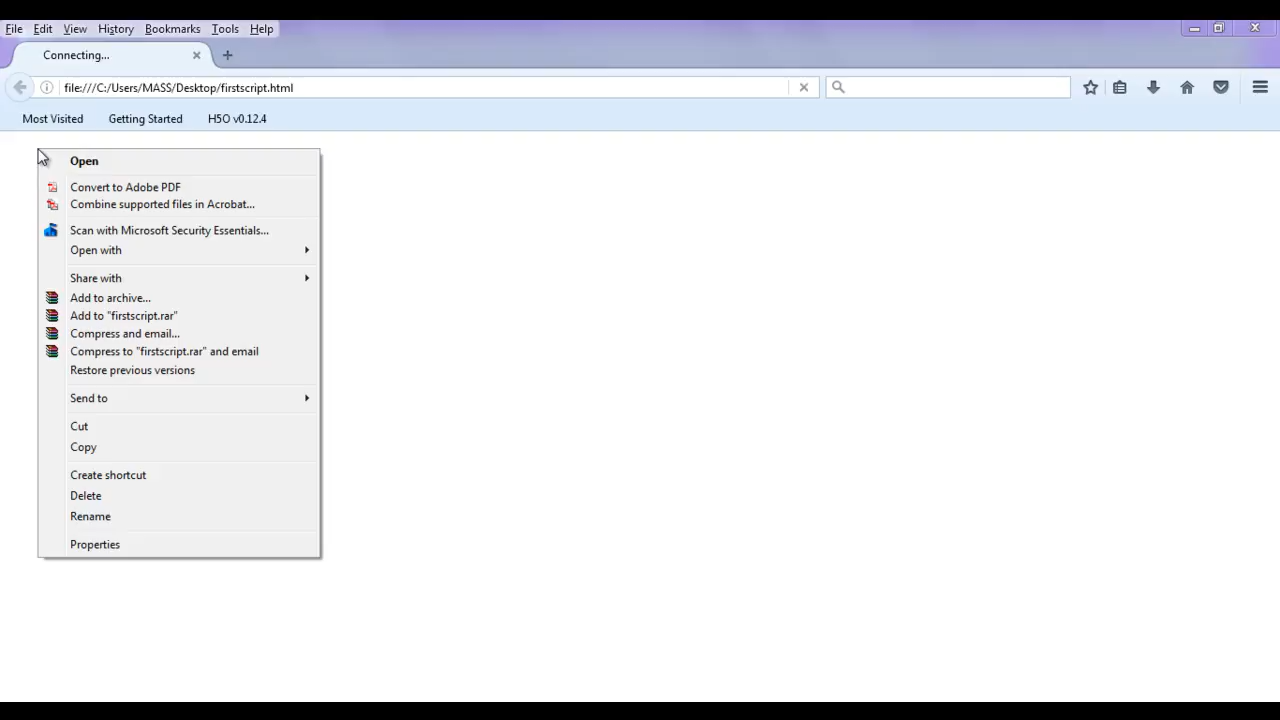 File Edit View History Bookmarks Tools Help
Connecting...
file:///C:/Users/MASS/Desktop/firstscript.html
Most Visited Getting Started H5O v0.12.4
Open
Convert to Adobe PDF
Combine supported files in Acrobat...
Scan with Microsoft Security Essentials...
Open with
Share with
Add to archive...
Add to "firstscript.rar"
Compress and email...
Compress to "firstscript.rar" and email
Restore previous versions
Send to
Cut
Copy
Create shortcut
Delete
Rename
Properties